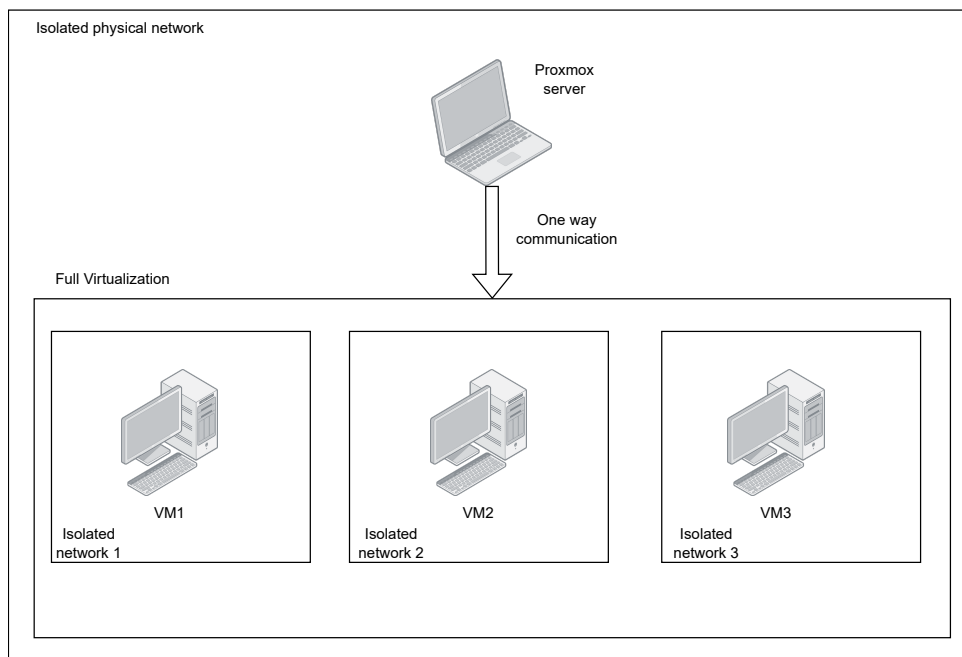 Isolated physical network
Proxmox
server
One way
communication
Full Virtualization
VM1
Isolated
network 1
VM2
Isolated
network 2
VM3
Isolated
network 3